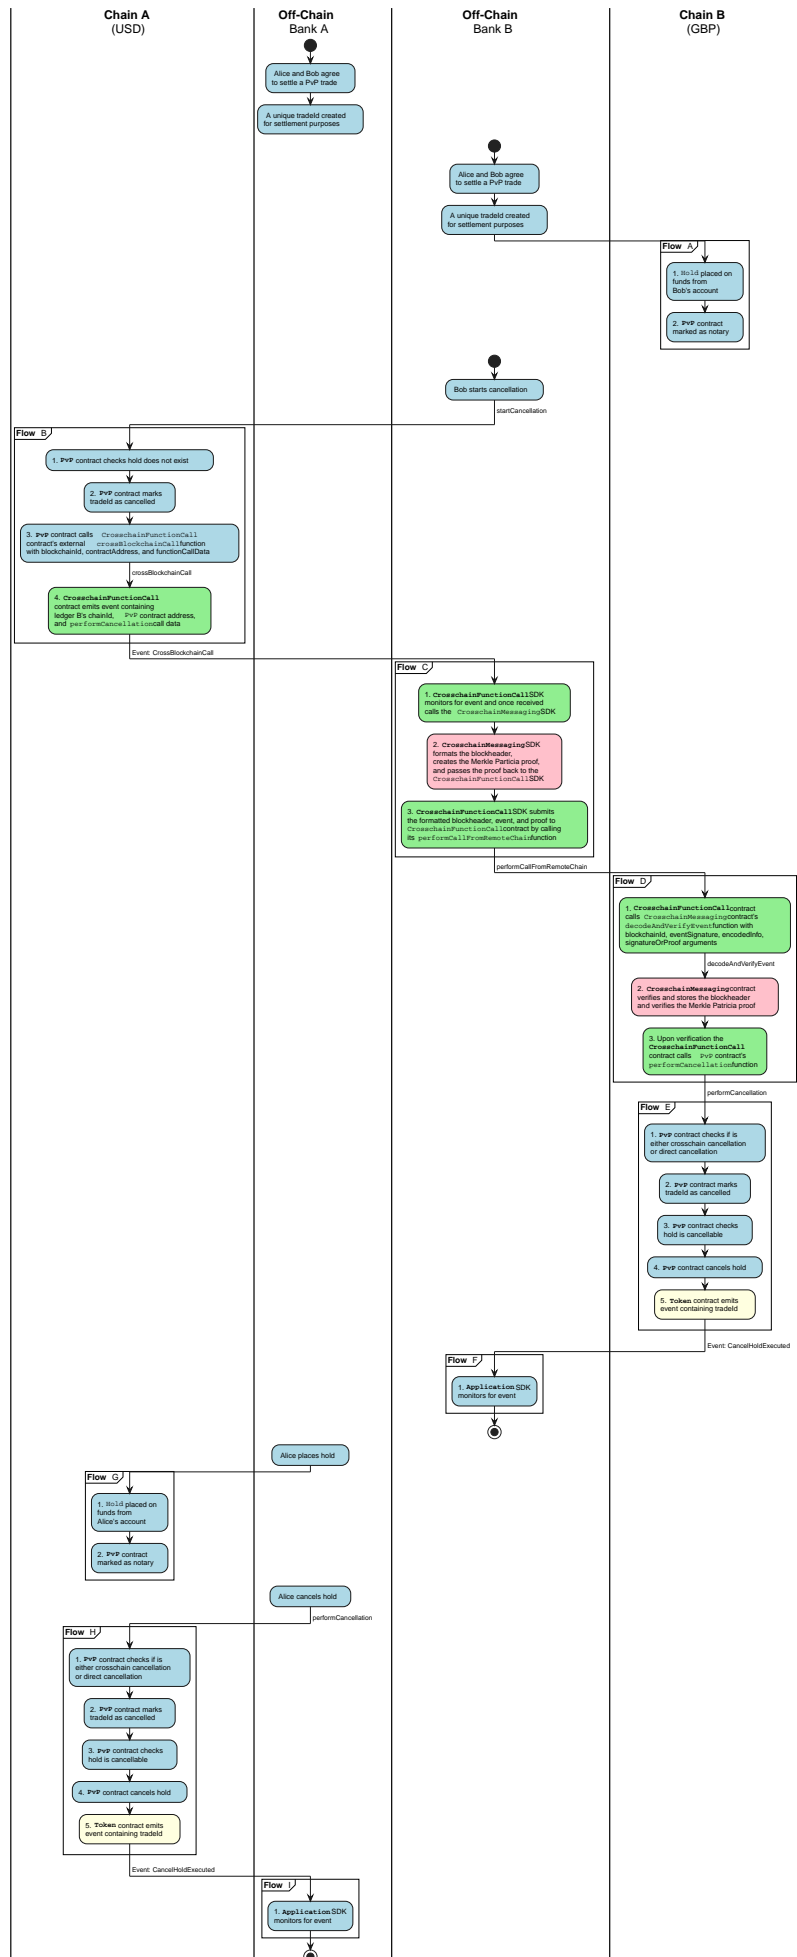 Chain A
(USD)
Off-Chain
Bank A
Off-Chain
Bank B
Chain B
(GBP)
Alice and Bob agree
to settle a PvP trade
A unique tradeId created
for settlement purposes
Alice and Bob agree
to settle a PvP trade
A unique tradeId created
for settlement purposes
Flow A
1. Hold placed on
funds from
Bob's account
2. PvP contract
marked as notary
Bob starts cancellation
startCancellation
Flow B
1. PvP contract checks hold does not exist
2. PvP contract marks
tradeId as cancelled
3. PvP contract calls CrosschainFunctionCall
contract's external crossBlockchainCall function
with blockchainId, contractAddress, and functionCallData
crossBlockchainCall
4. CrosschainFunctionCall
contract emits event containing
ledger B's chainId, PvP contract address,
and performCancellation call data
Event: CrossBlockchainCall
Flow C
1. CrosschainFunctionCall SDK
monitors for event and once received
calls the CrosschainMessaging SDK
2. CrosschainMessaging SDK
formats the blockheader,
creates the Merkle Particia proof,
and passes the proof back to the
CrosschainFunctionCall SDK
3. CrosschainFunctionCall SDK submits
the formatted blockheader, event, and proof to
CrosschainFunctionCall contract by calling
its performCallFromRemoteChain function
performCallFromRemoteChain
Flow D
1. CrosschainFunctionCall contract
calls CrosschainMessaging contract's
decodeAndVerifyEvent function with
blockchainId, eventSignature, encodedInfo,
signatureOrProof arguments
decodeAndVerifyEvent
2. CrosschainMessaging contract
verifies and stores the blockheader
and verifies the Merkle Patricia proof
3. Upon verification the
CrosschainFunctionCall
contract calls PvP contract's
performCancellation function
performCancellation
Flow E
1. PvP contract checks if is
either crosschain cancellation
or direct cancellation
2. PvP contract marks
tradeId as cancelled
3. PvP contract checks
hold is cancellable
4. PvP contract cancels hold
5. Token contract emits
event containing tradeId
Event: CancelHoldExecuted
Flow F
1. Application SDK
monitors for event
Alice places hold
Flow G
1. Hold placed on
funds from
Alice's account
2. PvP contract
marked as notary
Alice cancels hold
performCancellation
Flow H
1. PvP contract checks if is
either crosschain cancellation
or direct cancellation
2. PvP contract marks
tradeId as cancelled
3. PvP contract checks
hold is cancellable
4. PvP contract cancels hold
5. Token contract emits
event containing tradeId
Event: CancelHoldExecuted
Flow I
1. Application SDK
monitors for event